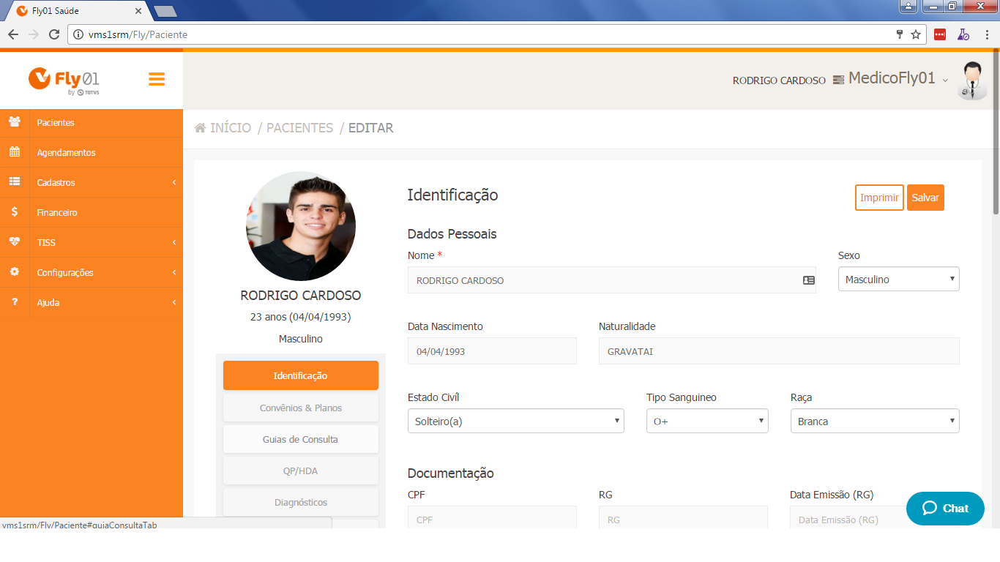 Fly01 Saúde
vms1srm/Fly/Paciente
Fly01
by TOTVS
RODRIGO CARDOSO MedicoFly01
Pacientes
Agendamentos
Cadastros
Financeiro
TISS
Configurações
Ajuda
INÍCIO / PACIENTES / EDITAR
RODRIGO CARDOSO
23 anos (04/04/1993)
Masculino
Identificação
Convênios & Planos
Guias de Consulta
QP/HDA
Diagnósticos
Identificação
Imprimir Salvar
Dados Pessoais
Nome * Sexo
RODRIGO CARDOSO Masculino
Data Nascimento Naturalidade
04/04/1993 GRAVATAI
Estado Civíl Tipo Sanguineo Raça
Solteiro(a) O+ Branca
Documentação
CPF RG Data Emissão (RG)
CPF RG Data Emissão (RG)
Chat
vms1srm/Fly/Paciente#guiaConsultaTab